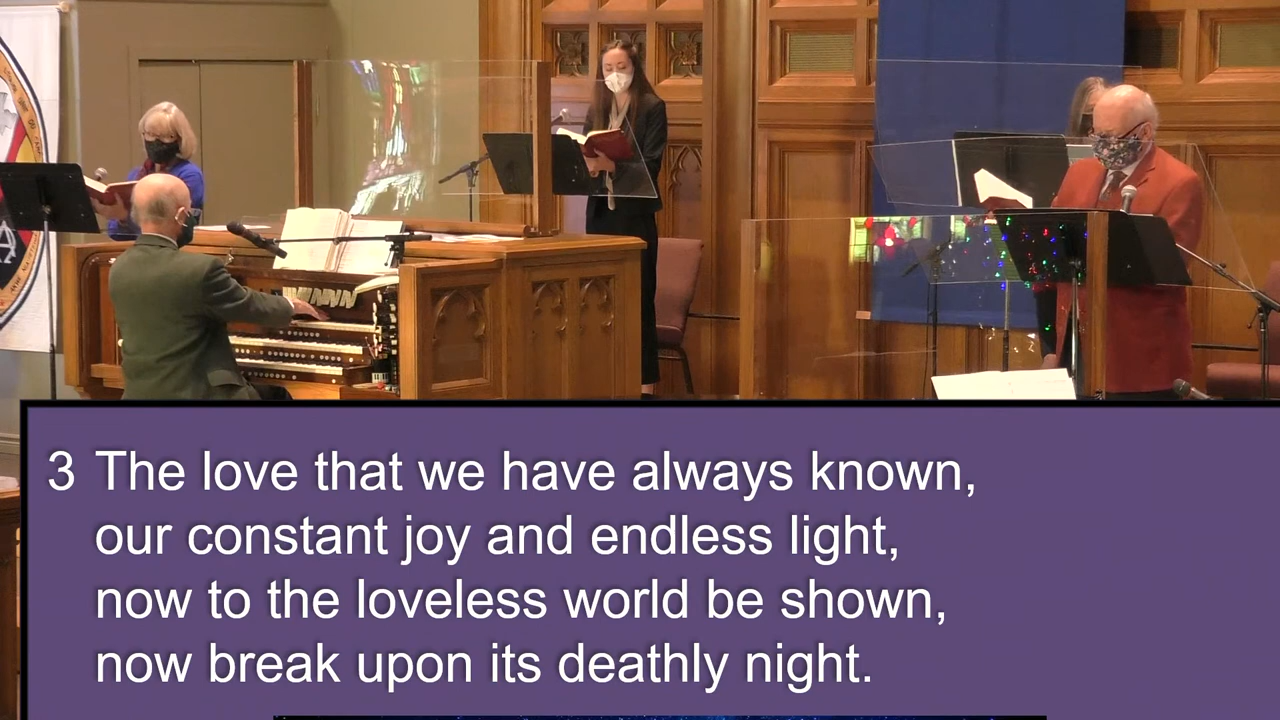 3 The love that we have always known,
our constant joy and endless light,
now to the loveless world be shown,
now break upon its deathly night.